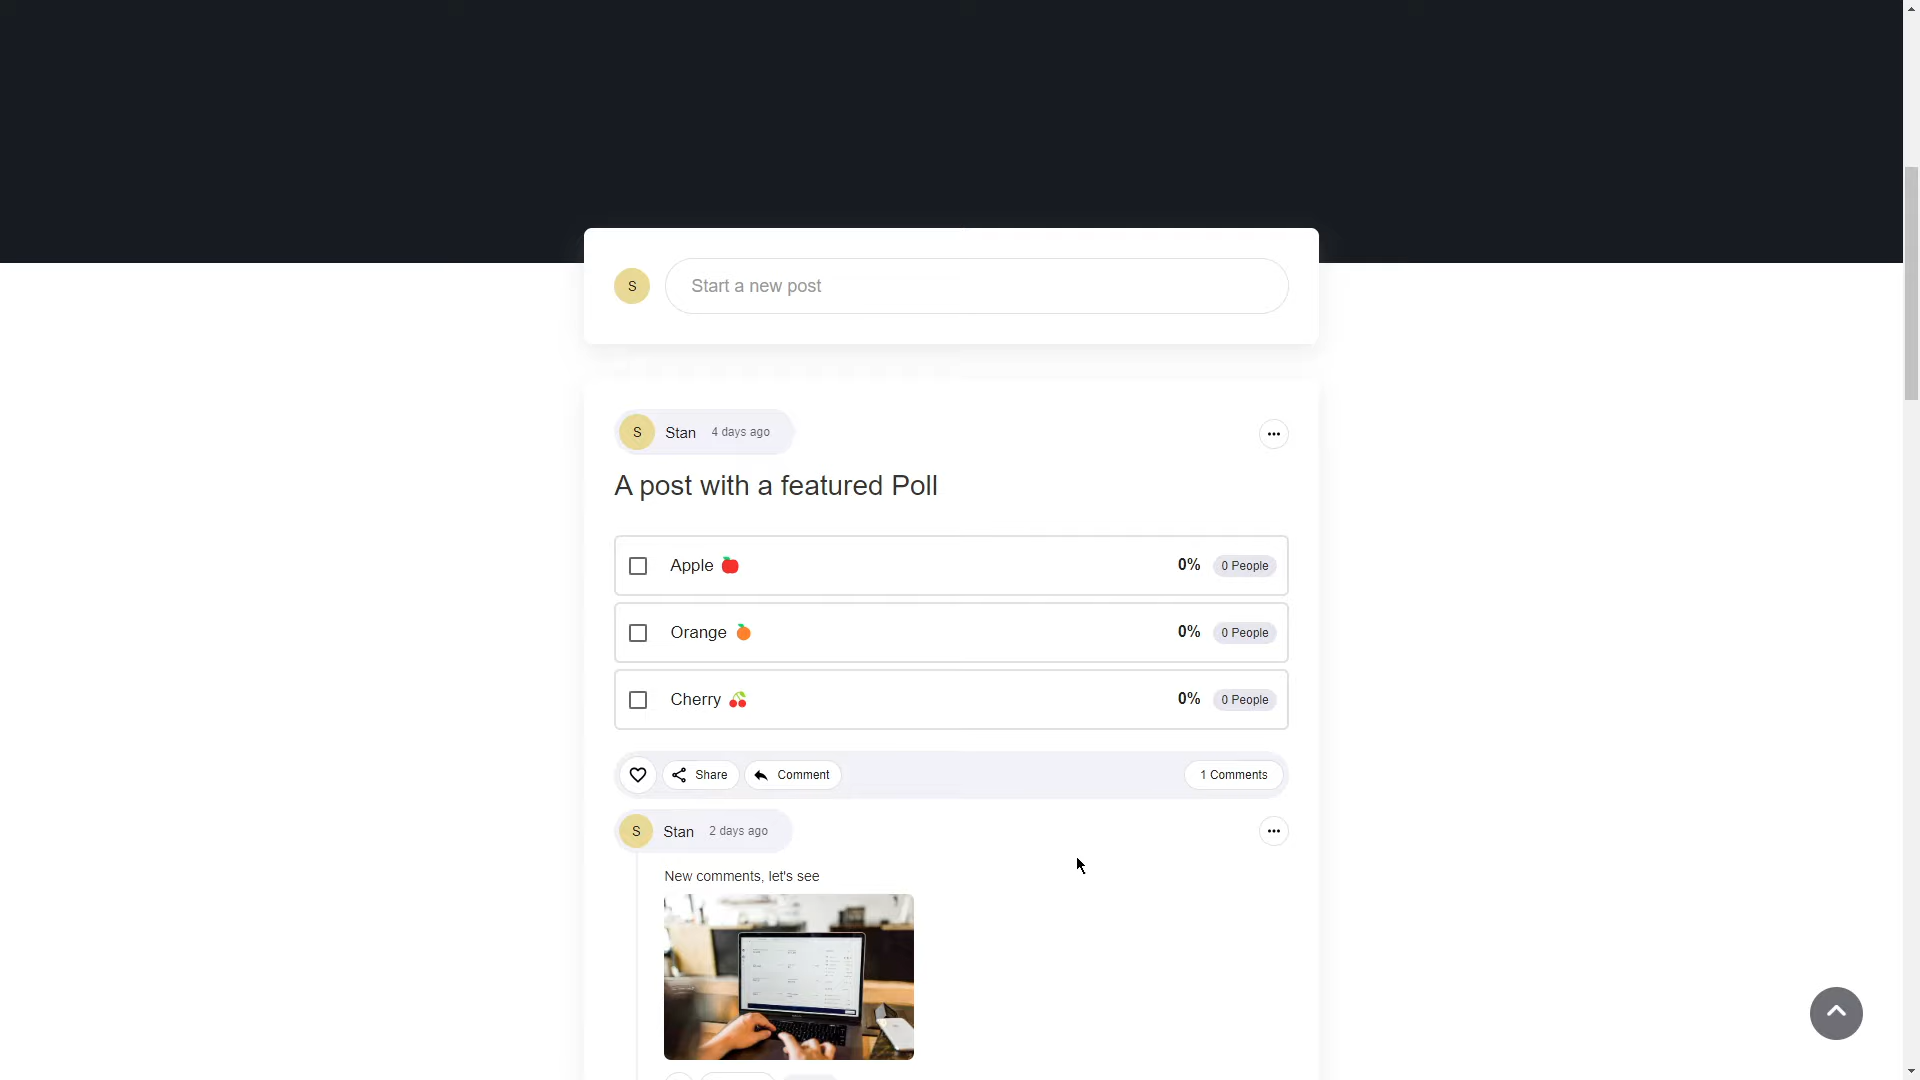 S
Start a new post
S
Stan 4 days ago
A post with a featured Poll
Apple 🍎 0% 0 People
Orange 🍊 0% 0 People
Cherry 🍒 0% 0 People
Share Comment 1 Comments
S
Stan 2 days ago
New comments, let's see